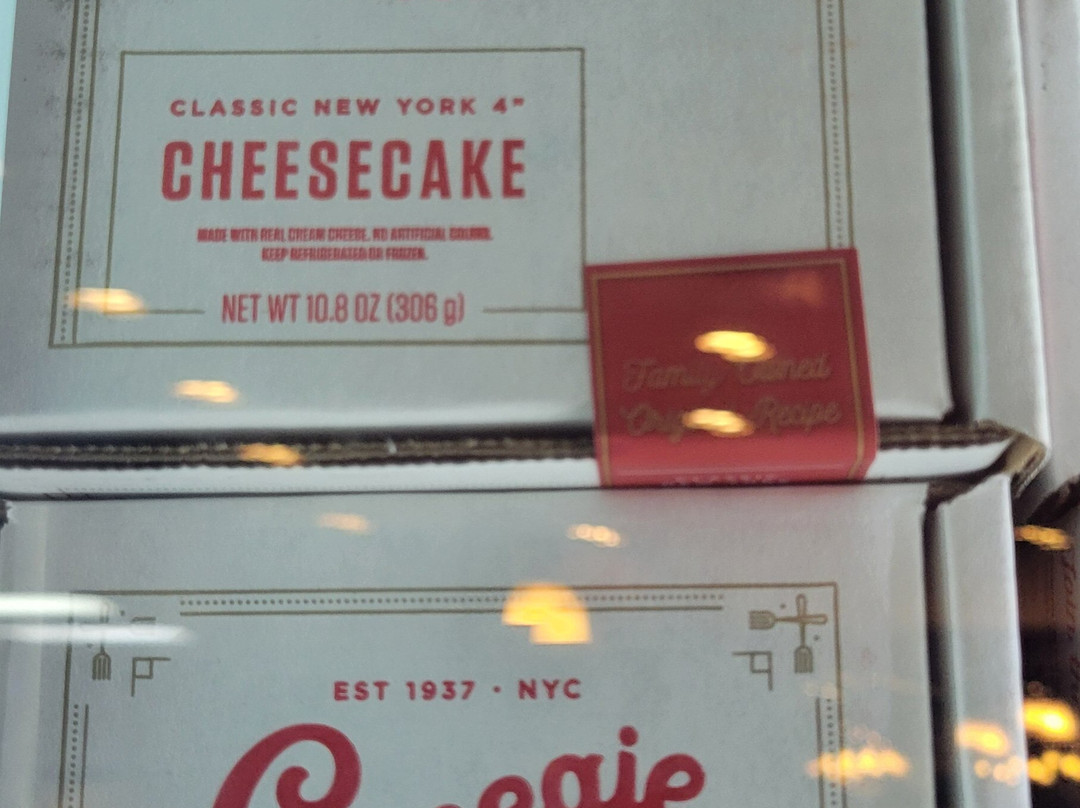 CLASSIC NEW YORK 4"
CHEESECAKE
MADE WITH REAL CREAM CHEESE. NO ARTIFICIAL COLORS.
KEEP REFRIGERATED OR FROZEN.
NET WT 10.8 OZ (306 g)
Family Owned
Original Recipe
EST 1937 • NYC